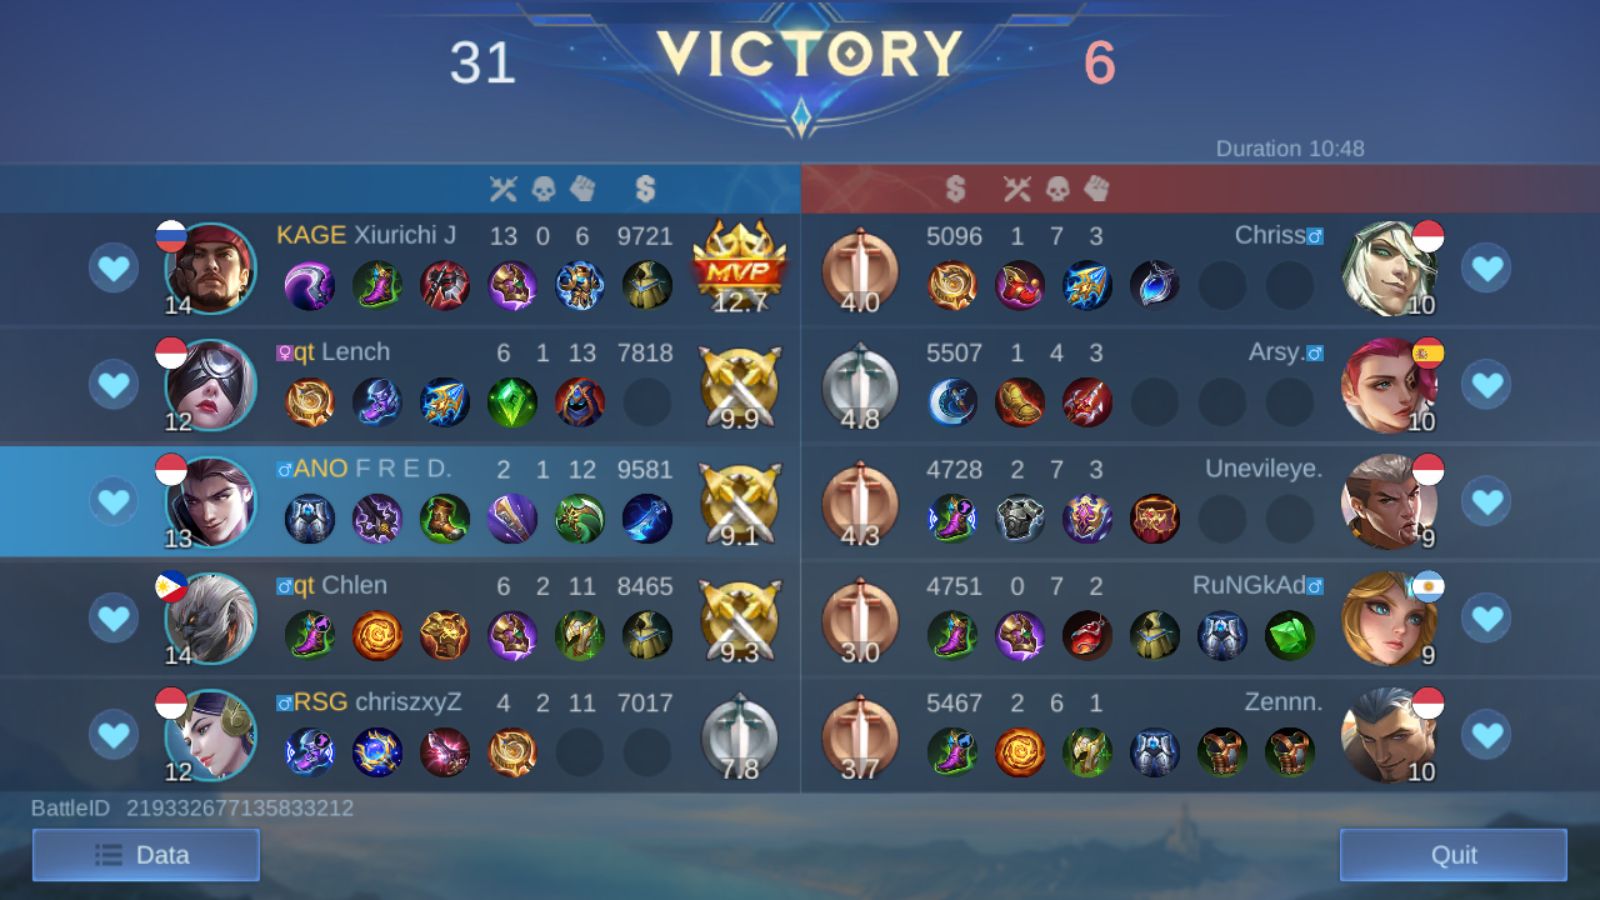 31 VICTORY 6
Duration 10:48
KAGE Xiurichi J 13 0 6 9721
14
MVP
12.7
4.0
5096 1 7 3 Chriss
10
qt Lench 6 1 13 7818
12
9.9
4.8
5507 1 4 3 Arsy.
10
ANO F R E D. 2 1 12 9581
13
9.1
4.3
4728 2 7 3 Unevileye.
9
qt Chlen 6 2 11 8465
14
9.3
3.0
4751 0 7 2 RuNGkAd
9
RSG chriszxyZ 4 2 11 7017
12
7.8
3.7
5467 2 6 1 Zennn.
10
BattleID 219332677135833212
Data
Quit